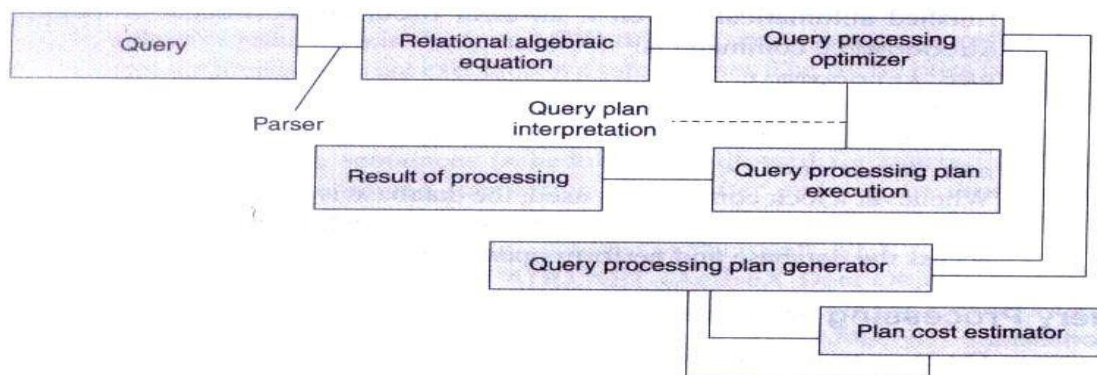 Query
Relational algebraic
equation
Query processing
optimizer
Parser
Query plan
interpretation
Result of processing
Query processing plan
execution
Query processing plan generator
Plan cost estimator